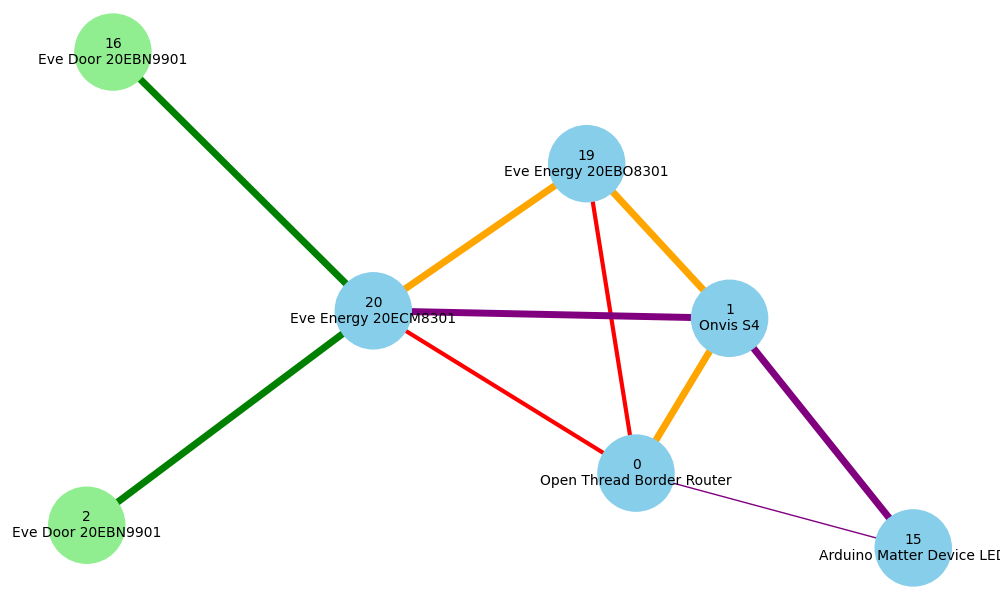 16
Eve Door 20EBN9901
19
Eve Energy 20EBO8301
20
Eve Energy 20ECM8301
1
Onvis S4
0
Open Thread Border Router
2
Eve Door 20EBN9901
15
Arduino Matter Device LED